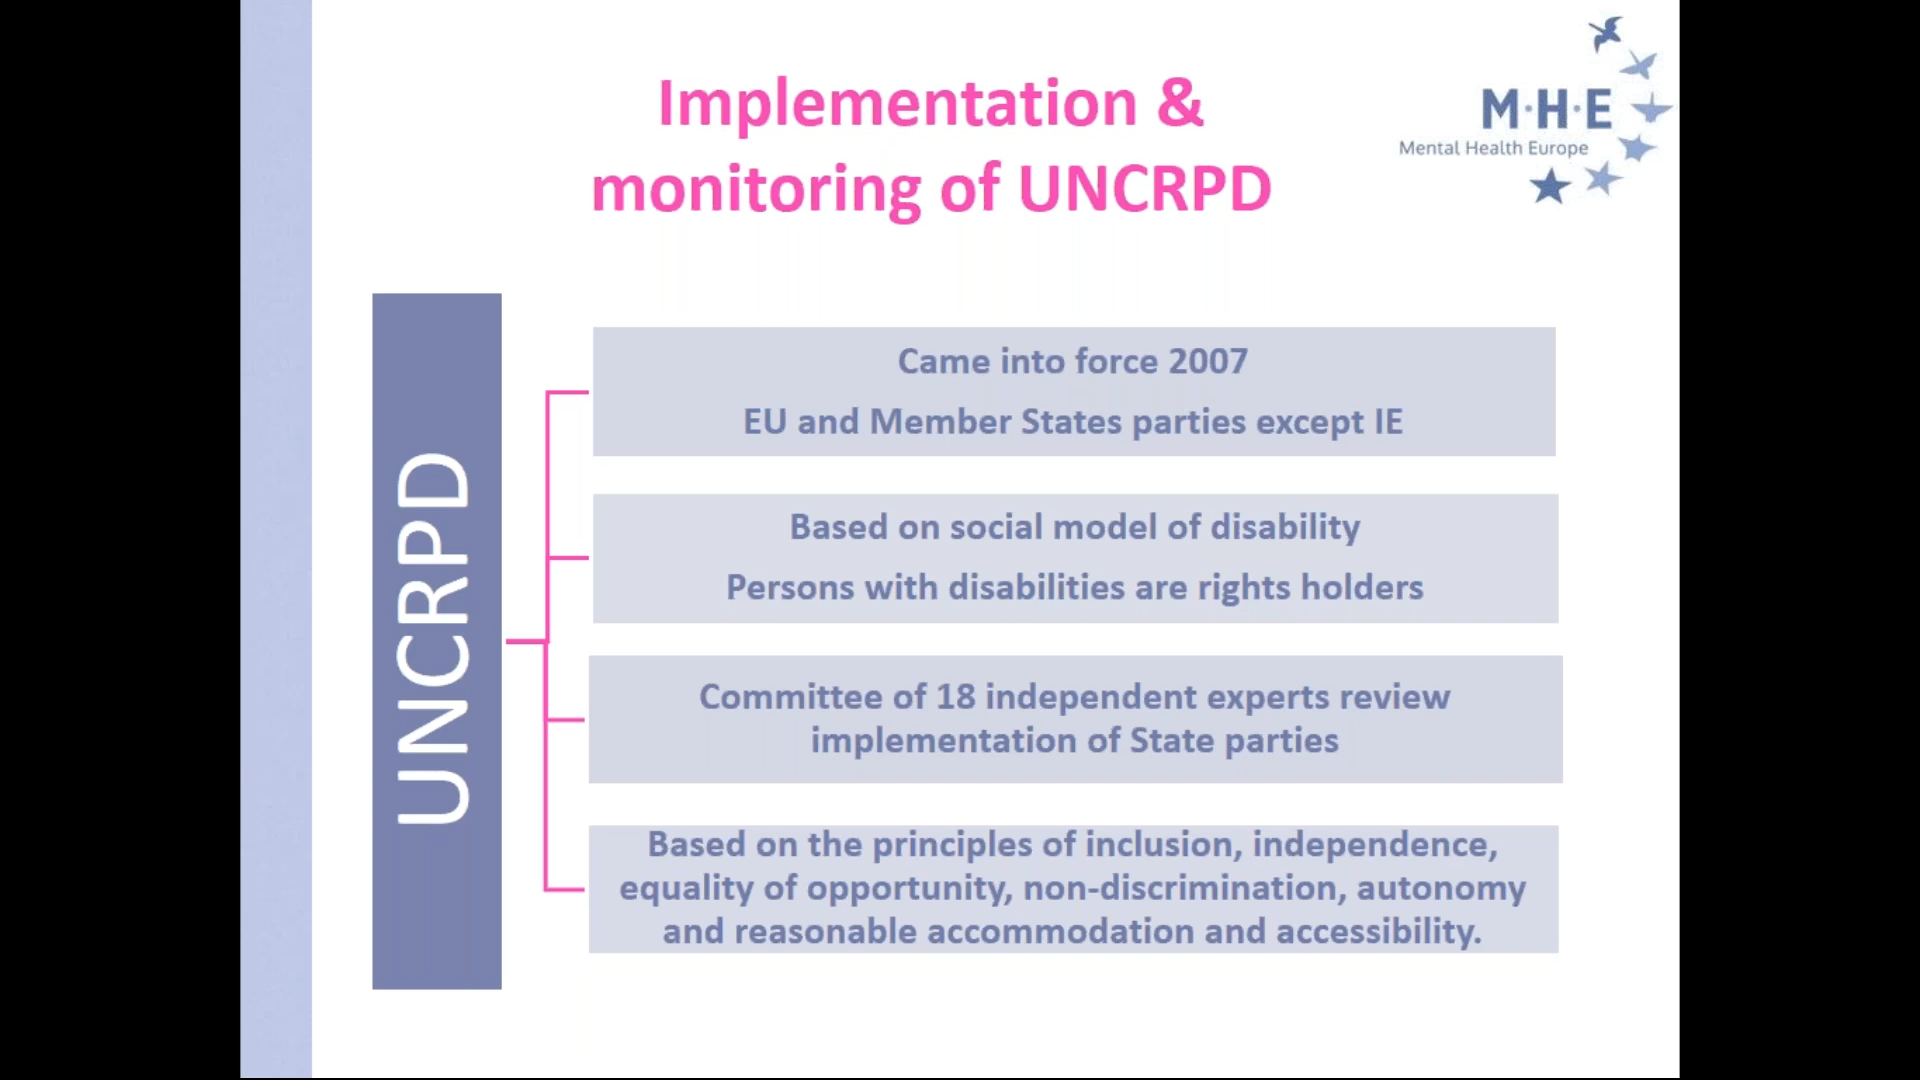 Implementation &
monitoring of UNCRPD
M·H·E
Mental Health Europe
UNCRPD
Came into force 2007
EU and Member States parties except IE
Based on social model of disability
Persons with disabilities are rights holders
Committee of 18 independent experts review
implementation of State parties
Based on the principles of inclusion, independence,
equality of opportunity, non-discrimination, autonomy
and reasonable accommodation and accessibility.